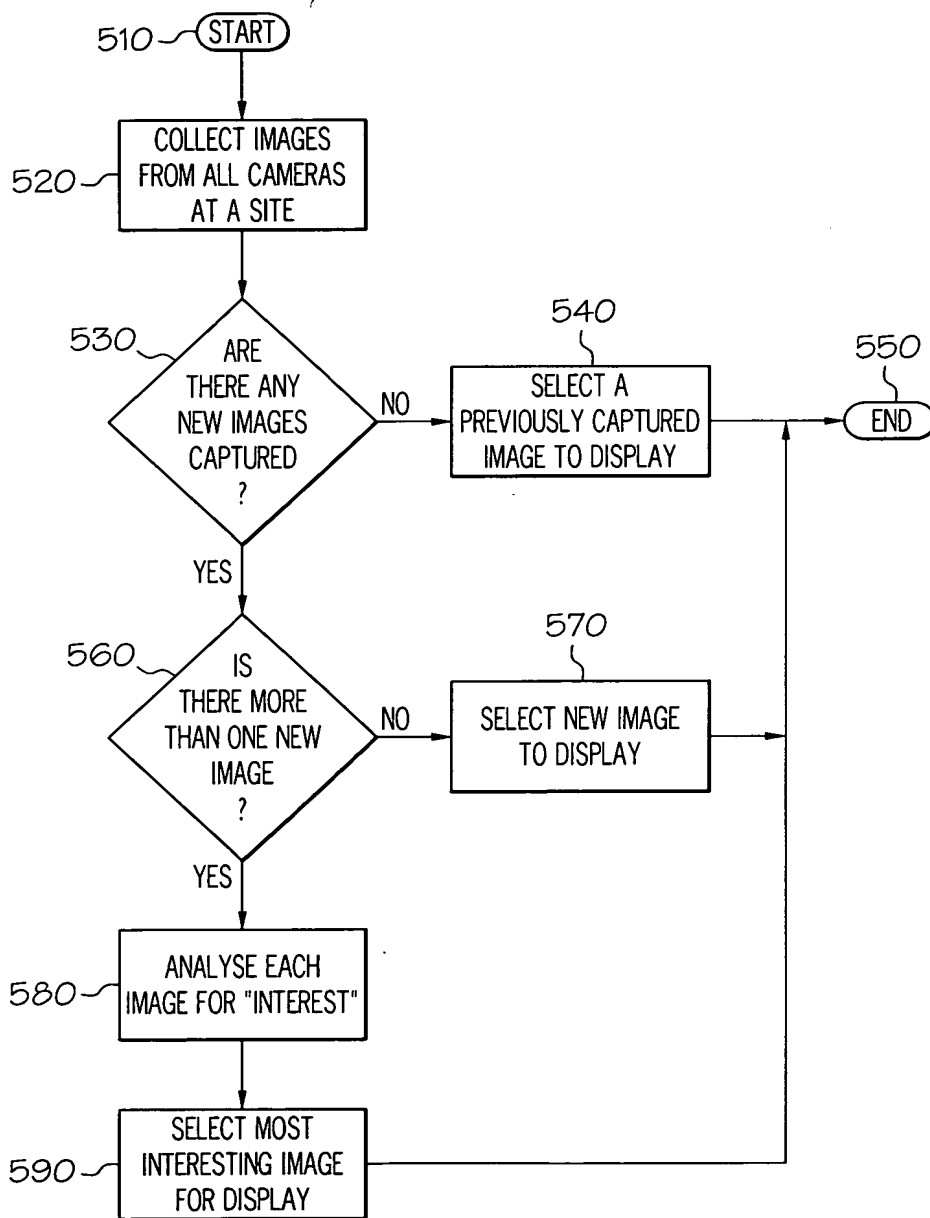 510
START
520
COLLECT IMAGES
FROM ALL CAMERAS
AT A SITE
530
ARE
THERE ANY
NEW IMAGES
CAPTURED
?
NO
540
SELECT A
PREVIOUSLY CAPTURED
IMAGE TO DISPLAY
550
END
YES
560
IS
THERE MORE
THAN ONE NEW
IMAGE
?
NO
570
SELECT NEW IMAGE
TO DISPLAY
YES
580
ANALYSE EACH
IMAGE FOR "INTEREST"
590
SELECT MOST
INTERESTING IMAGE
FOR DISPLAY